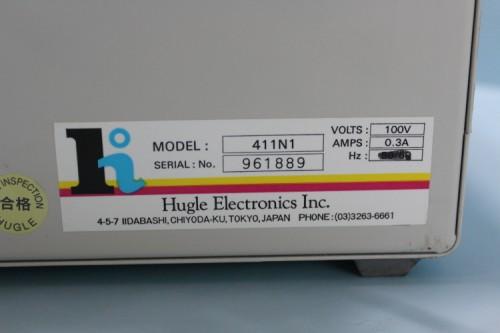 hi
MODEL : 411N1
SERIAL : No. 961889
VOLTS : 100V
AMPS : 0.3A
Hz :
Hugle Electronics Inc.
4-5-7 IIDABASHI, CHIYODA-KU, TOKYO, JAPAN PHONE : (03)3263-6661
INSPECTION
合格
HUGLE